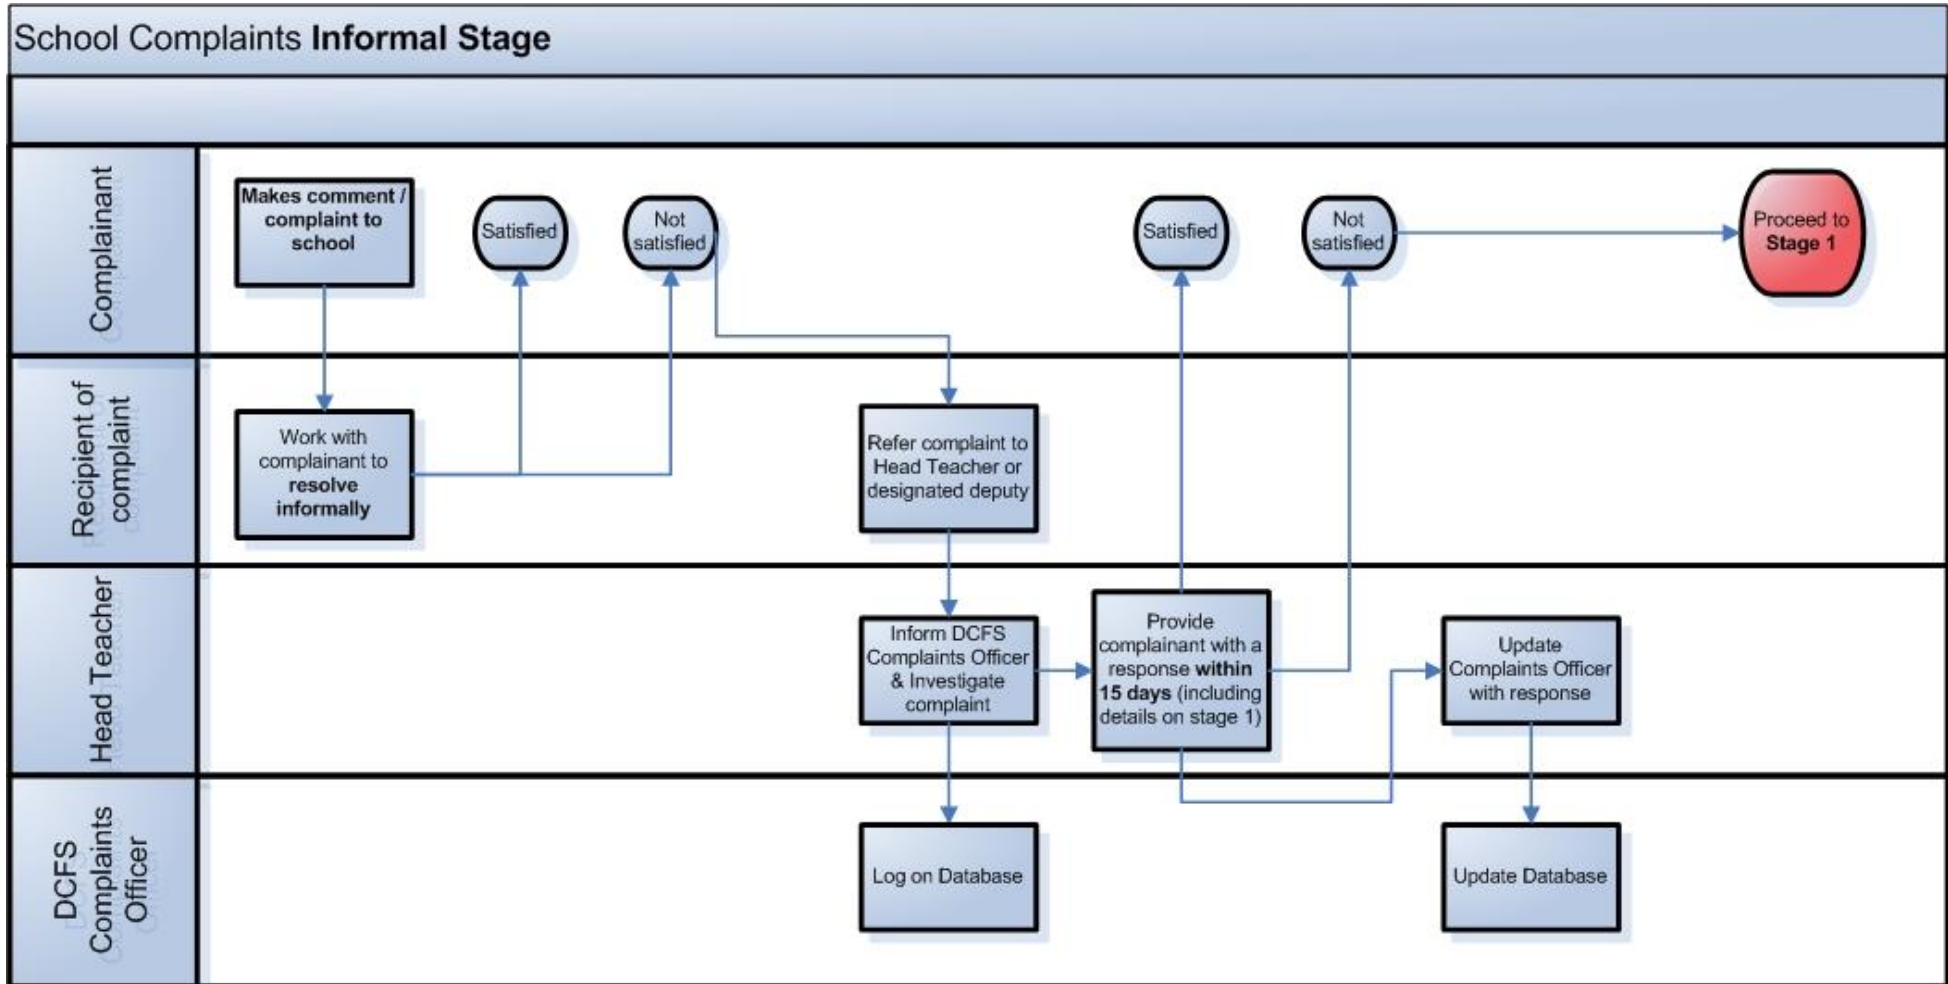 School Complaints Informal Stage
Complainant
Makes comment /
complaint to
school
Satisfied
Not
satisfied
Satisfied
Not
satisfied
Proceed to
Stage 1
Recipient of
complaint
Work with
complainant to
resolve
informally
Refer complaint to
Head Teacher or
designated deputy
Head Teacher
Inform DCFS
Complaints Officer
& Investigate
complaint
Provide
complainant with a
response within
15 days (including
details on stage 1)
Update
Complaints Officer
with response
DCFS
Complaints
Officer
Log on Database
Update Database